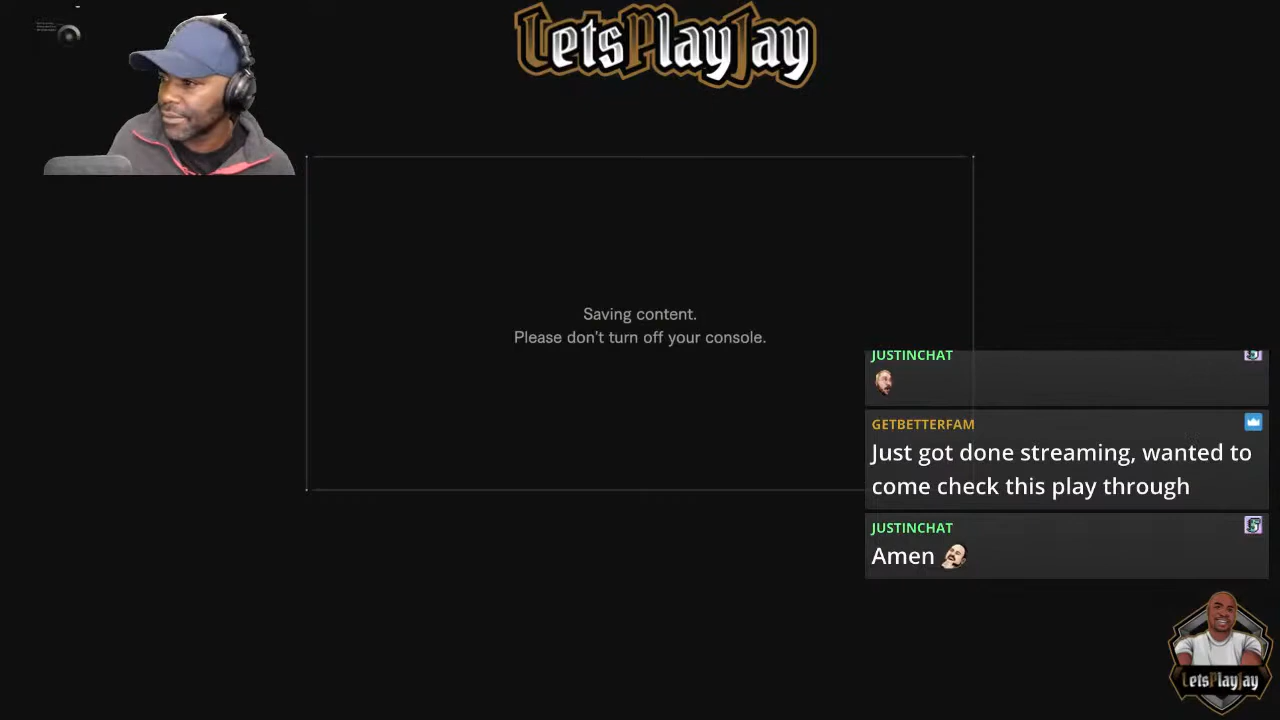 LetsPlayJay
Saving content.
Please don't turn off your console.
JUSTINCHAT
GETBETTERFAM
Just got done streaming, wanted to
come check this play through
JUSTINCHAT
Amen
LetsPlayJay